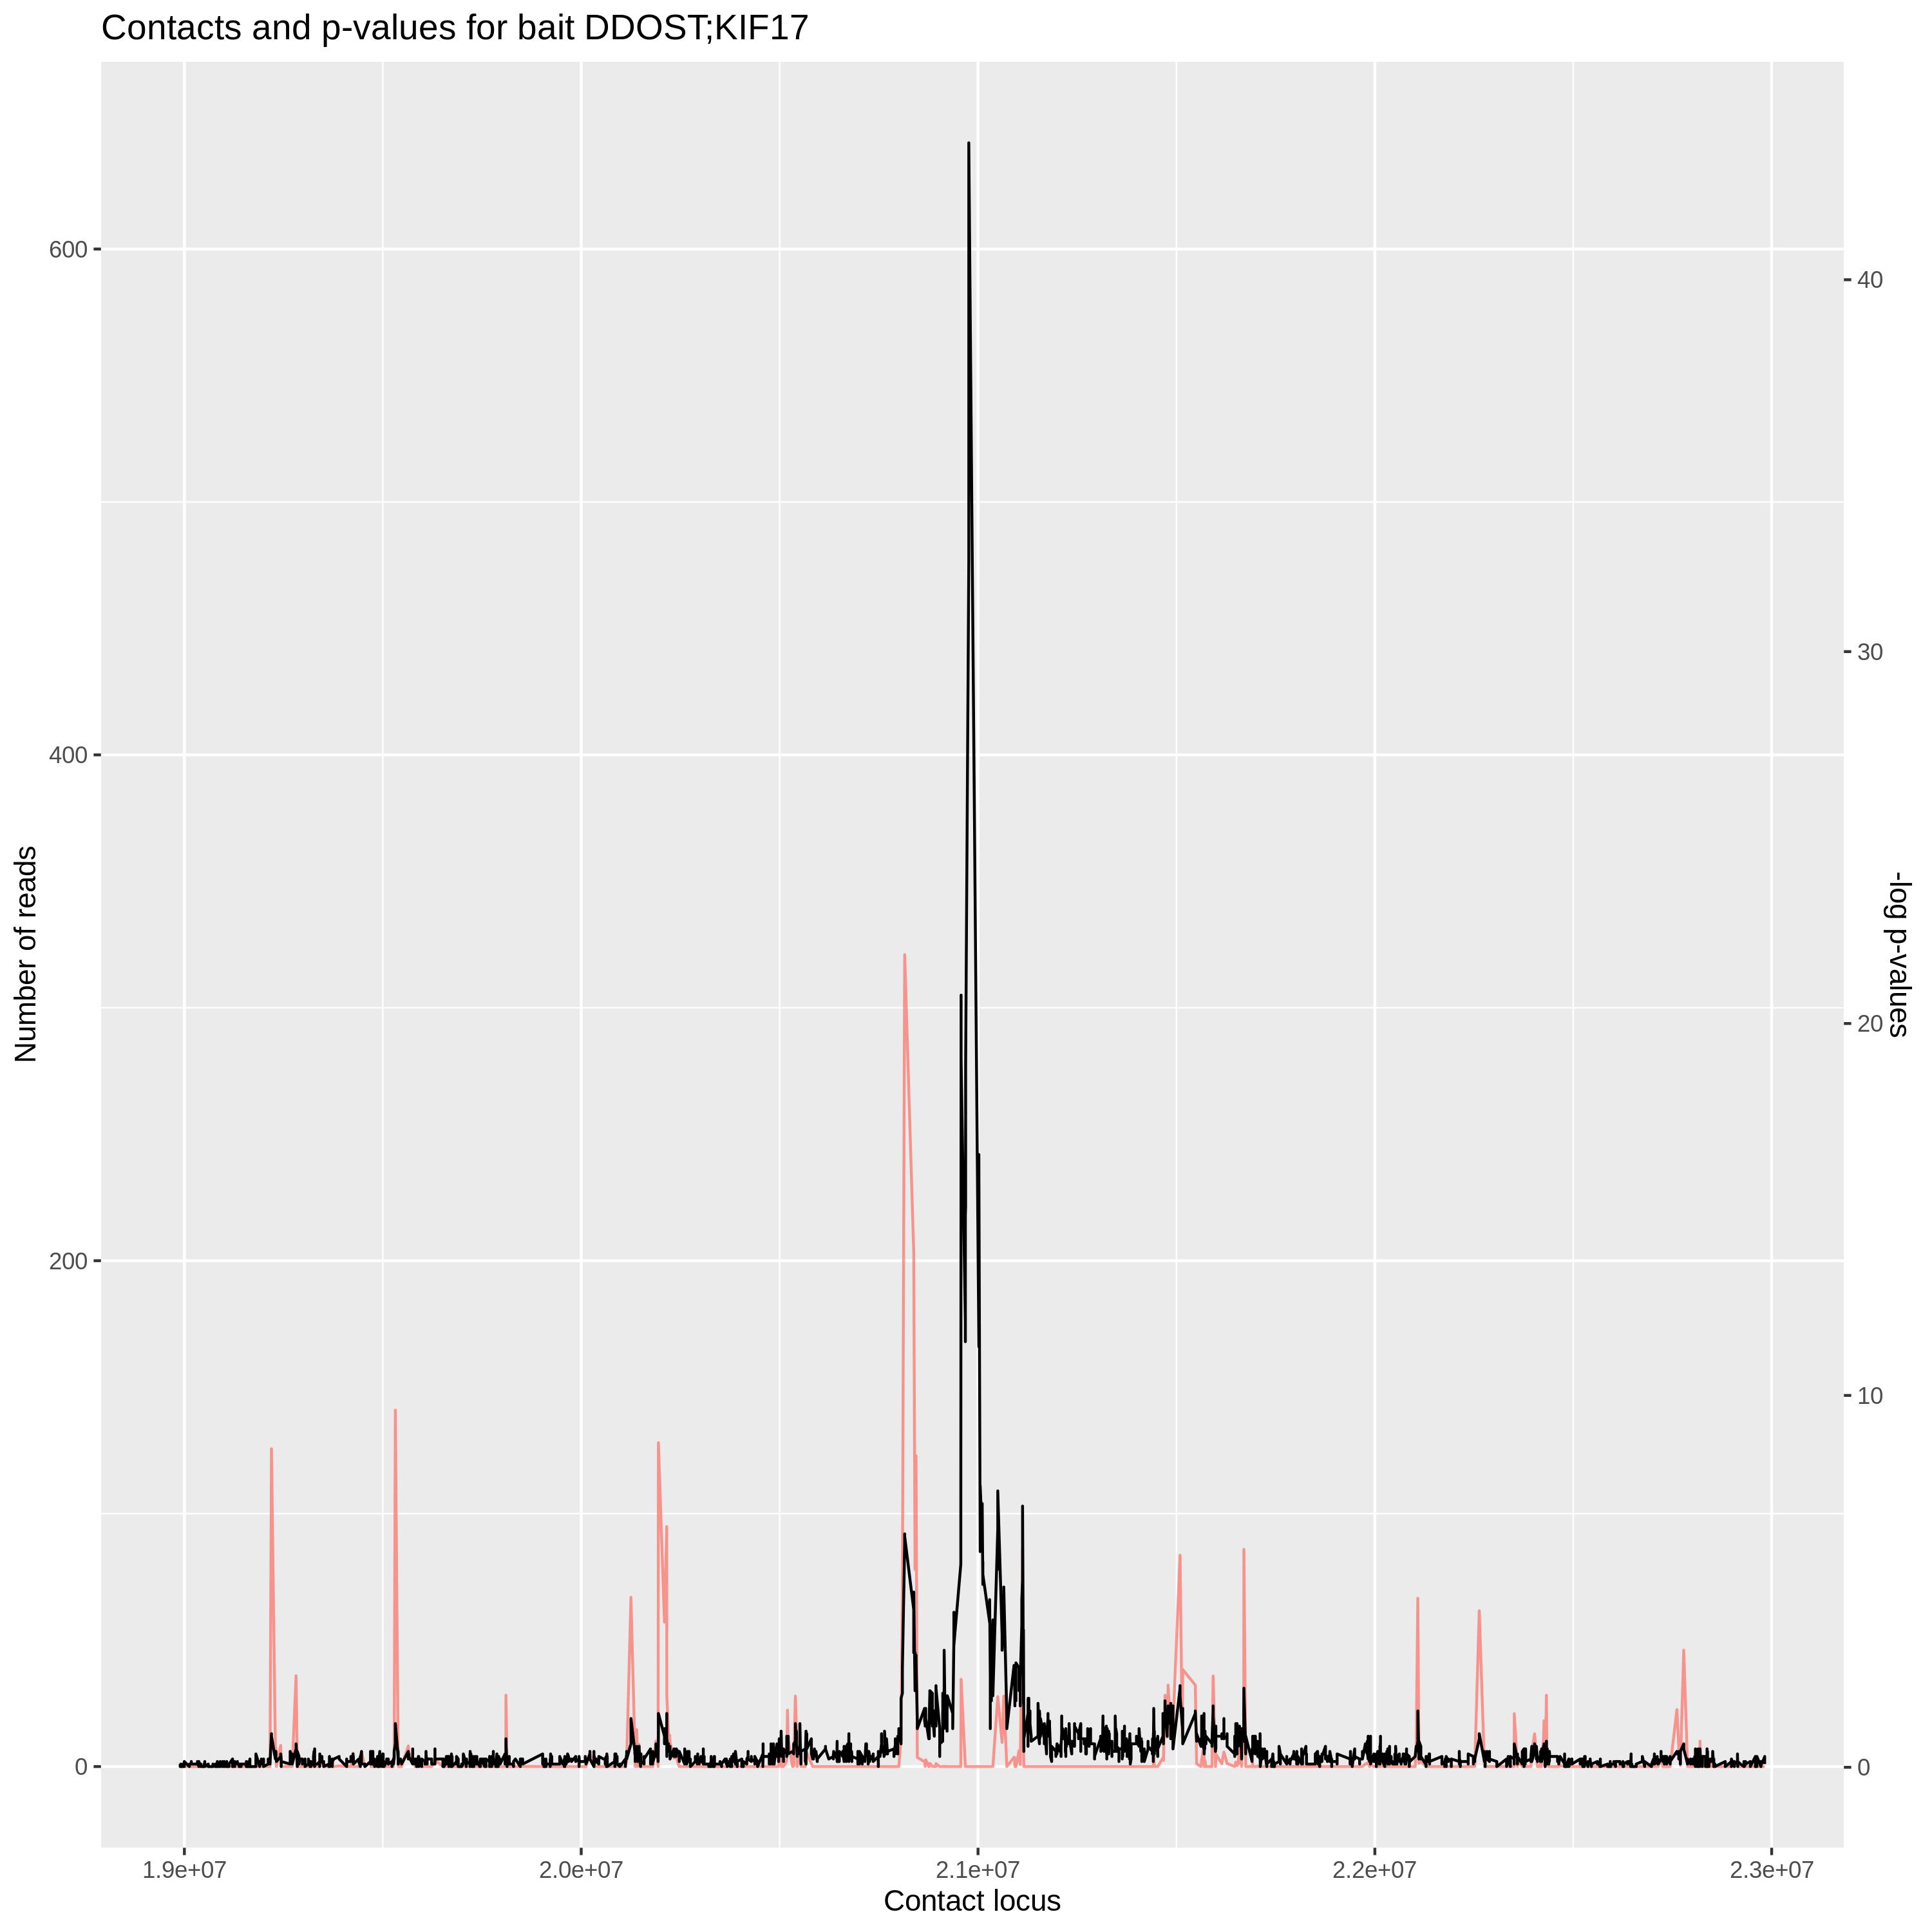 Contacts and p-values for bait DDOST;KIF17
600
400
200
0
Number of reads
40
30
20
10
0
-log p-values
1.9e+07 2.0e+07 2.1e+07 2.2e+07 2.3e+07
Contact locus